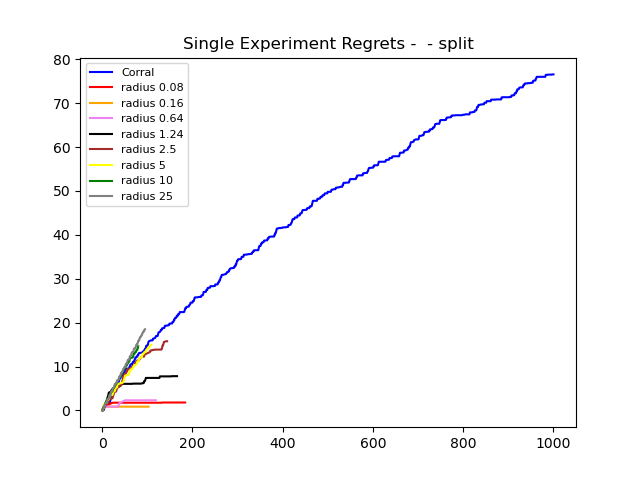 Single Experiment Regrets -  - split
80
70
60
50
40
30
20
10
0
Corral
radius 0.08
radius 0.16
radius 0.64
radius 1.24
radius 2.5
radius 5
radius 10
radius 25
0 200 400 600 800 1000